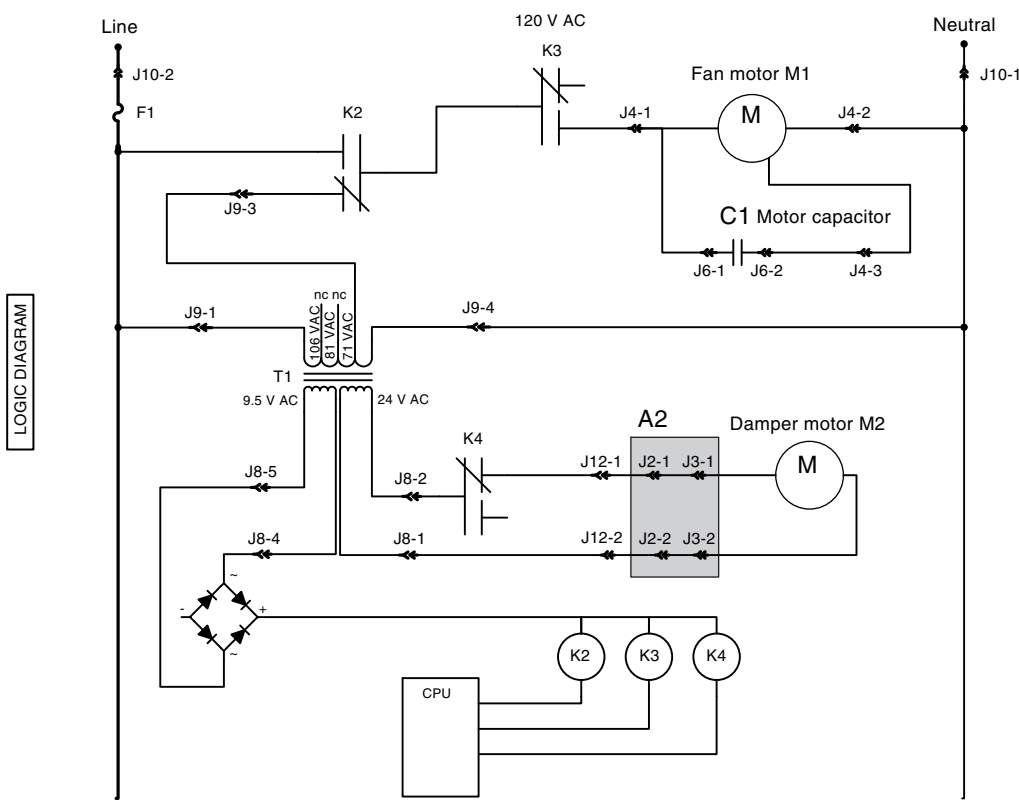 120 V AC
Line
Neutral
K3
J10-2
Fan motor M1
J10-1
F1
K2
J4-1
M
J4-2
J9-3
C1 Motor capacitor
J6-1
J6-2
J4-3
nc nc
J9-1
106 VAC
81 VAC
71 VAC
J9-4
LOGIC DIAGRAM
T1
9.5 V AC
24 V AC
A2
Damper motor M2
K4
J8-5
J8-2
J12-1
J2-1
J3-1
M
J8-4
J8-1
J12-2
J2-2
J3-2
~
-
+
~
K2
K3
K4
CPU